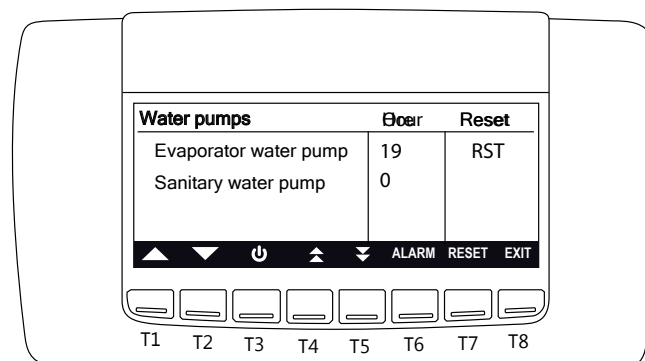 Water pumps Reset
Evaporator water pump 19 RST
Sanitary water pump 0
ALARM RESET EXIT
T1 T2 T3 T4 T5 T6 T7 T8